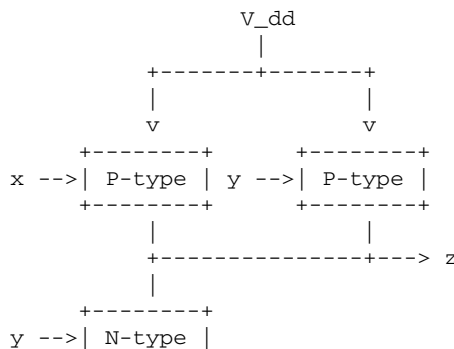 V_dd
|
+-------+-------+
|               |
v               v
+--------+      +--------+
x -->| P-type | y -->| P-type |
+--------+      +--------+
|               |
+---------------+---> z
|
+--------+
y -->| N-type |